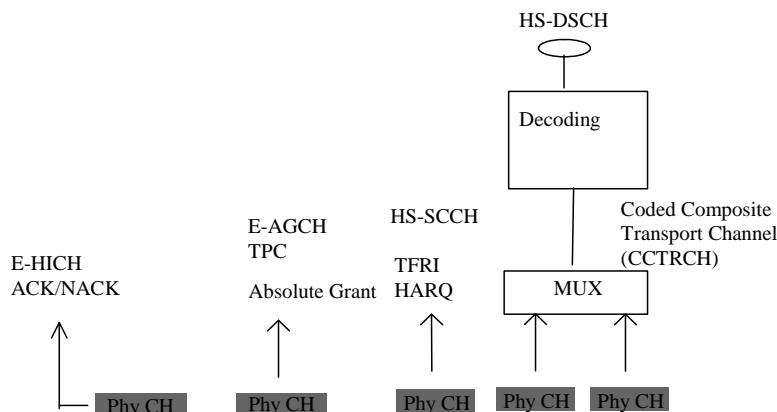 HS-DSCH
Decoding
Coded Composite
Transport Channel
(CCTRCH)
HS-SCCH
E-AGCH
TPC
E-HICH
ACK/NACK
TFRI
HARQ
Absolute Grant
MUX
Phy CH
Phy CH
Phy CH
Phy CH
Phy CH